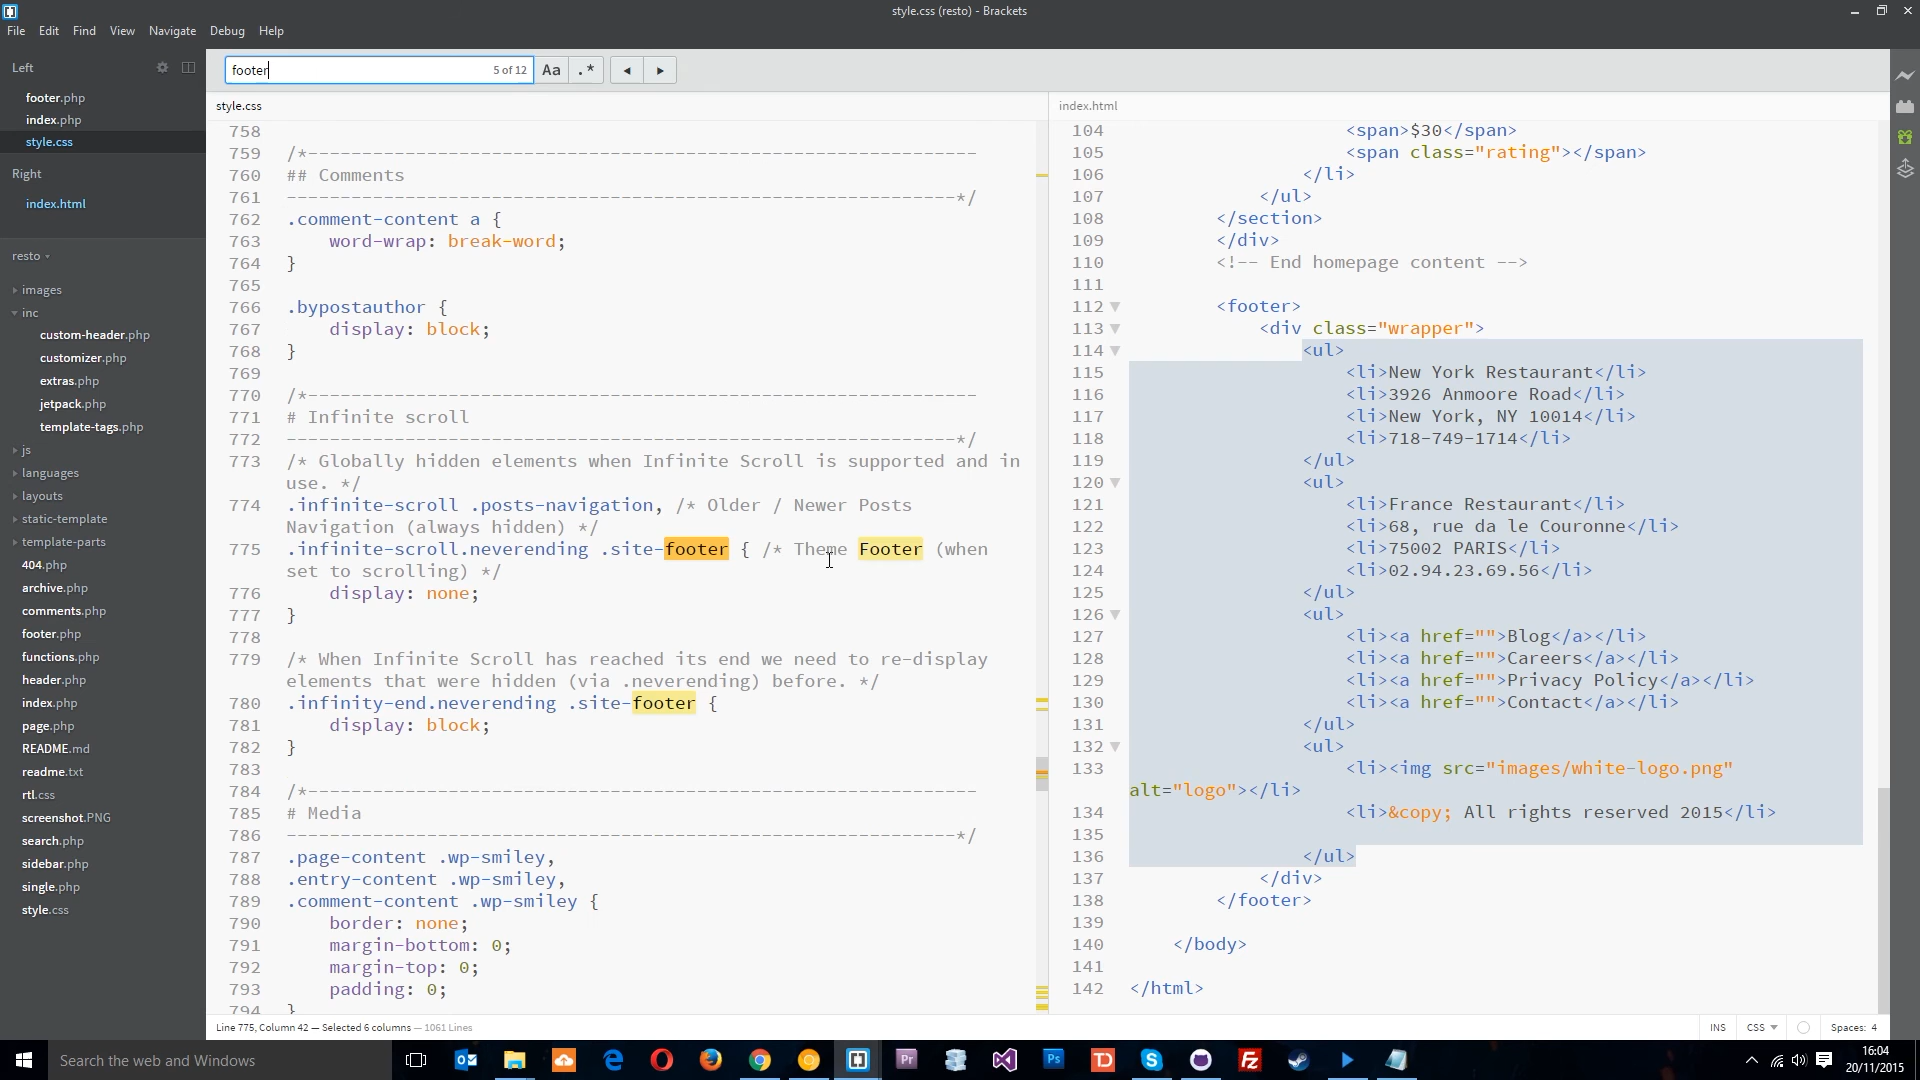 style.css (resto) - Brackets
File Edit Find View Navigate Debug Help
Left
footer.php
index.php
style.css
Right
index.html
resto
images
inc
custom-header.php
customizer.php
extras.php
jetpack.php
template-tags.php
js
languages
layouts
static-template
template-parts
404.php
archive.php
comments.php
footer.php
functions.php
header.php
index.php
page.php
README.md
readme.txt
rtl.css
screenshot.PNG
search.php
sidebar.php
single.php
style.css
footer 5 of 12 Aa .*
style.css
758
759 /*--------------------------------------------------------------
760 ## Comments
761 --------------------------------------------------------------*/
762 .comment-content a {
763 word-wrap: break-word;
764 }
765
766 .bypostauthor {
767 display: block;
768 }
769
770 /*--------------------------------------------------------------
771 # Infinite scroll
772 --------------------------------------------------------------*/
773 /* Globally hidden elements when Infinite Scroll is supported and in
use. */
774 .infinite-scroll .posts-navigation, /* Older / Newer Posts
Navigation (always hidden) */
775 .infinite-scroll.neverending .site-footer { /* Theme Footer (when
set to scrolling) */
776 display: none;
777 }
778
779 /* When Infinite Scroll has reached its end we need to re-display
elements that were hidden (via .neverending) before. */
780 .infinity-end.neverending .site-footer {
781 display: block;
782 }
783
784 /*--------------------------------------------------------------
785 # Media
786 --------------------------------------------------------------*/
787 .page-content .wp-smiley,
788 .entry-content .wp-smiley,
789 .comment-content .wp-smiley {
790 border: none;
791 margin-bottom: 0;
792 margin-top: 0;
793 padding: 0;
794 }
index.html
104 <span>$30</span>
105 <span class="rating"></span>
106 </li>
107 </ul>
108 </section>
109 </div>
110 <!-- End homepage content -->
111
112 <footer>
113 <div class="wrapper">
114 <ul>
115 <li>New York Restaurant</li>
116 <li>3926 Anmoore Road</li>
117 <li>New York, NY 10014</li>
118 <li>718-749-1714</li>
119 </ul>
120 <ul>
121 <li>France Restaurant</li>
122 <li>68, rue da le Couronne</li>
123 <li>75002 PARIS</li>
124 <li>02.94.23.69.56</li>
125 </ul>
126 <ul>
127 <li><a href="">Blog</a></li>
128 <li><a href="">Careers</a></li>
129 <li><a href="">Privacy Policy</a></li>
130 <li><a href="">Contact</a></li>
131 </ul>
132 <ul>
133 <li><img src="images/white-logo.png"
alt="logo"></li>
134 <li>&copy; All rights reserved 2015</li>
135
136 </ul>
137 </div>
138 </footer>
139
140 </body>
141
142 </html>
Line 775, Column 42 — Selected 6 columns — 1061 Lines
INS CSS Spaces: 4
Search the web and Windows
Pr
Ps
TD
Fz
16:04
20/11/2015